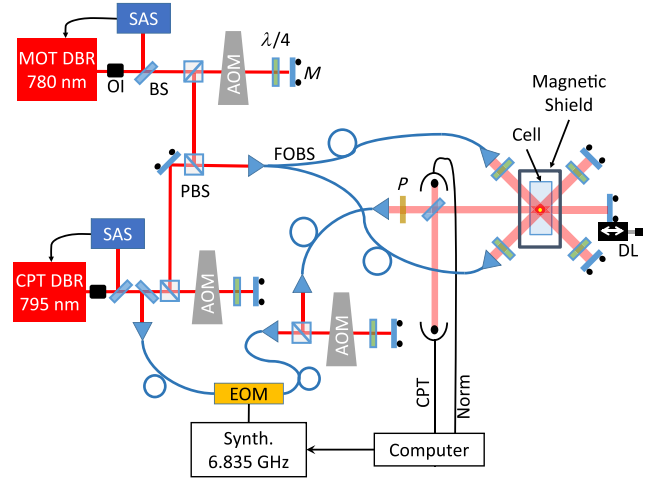 SAS
MOT DBR
780 nm
OI
BS
AOM
λ/4
M
Magnetic
Shield
Cell
FOBS
PBS
P
SAS
CPT DBR
795 nm
AOM
AOM
DL
EOM
CPT
Norm
Synth.
6.835 GHz
Computer